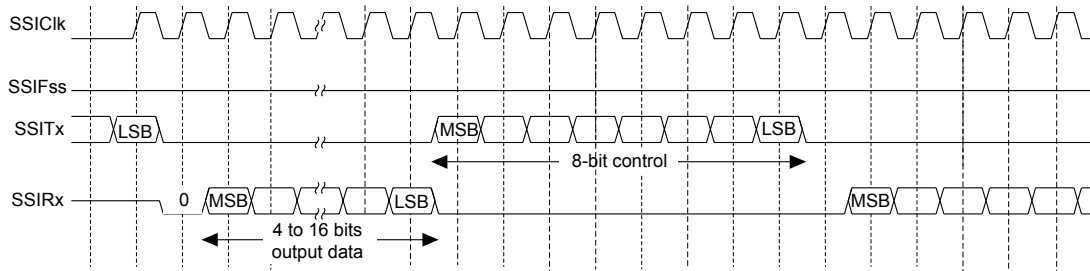 SSIClk
SSIFss
SSITx LSB MSB LSB
8-bit control
SSIRx 0 MSB LSB MSB
4 to 16 bits
output data